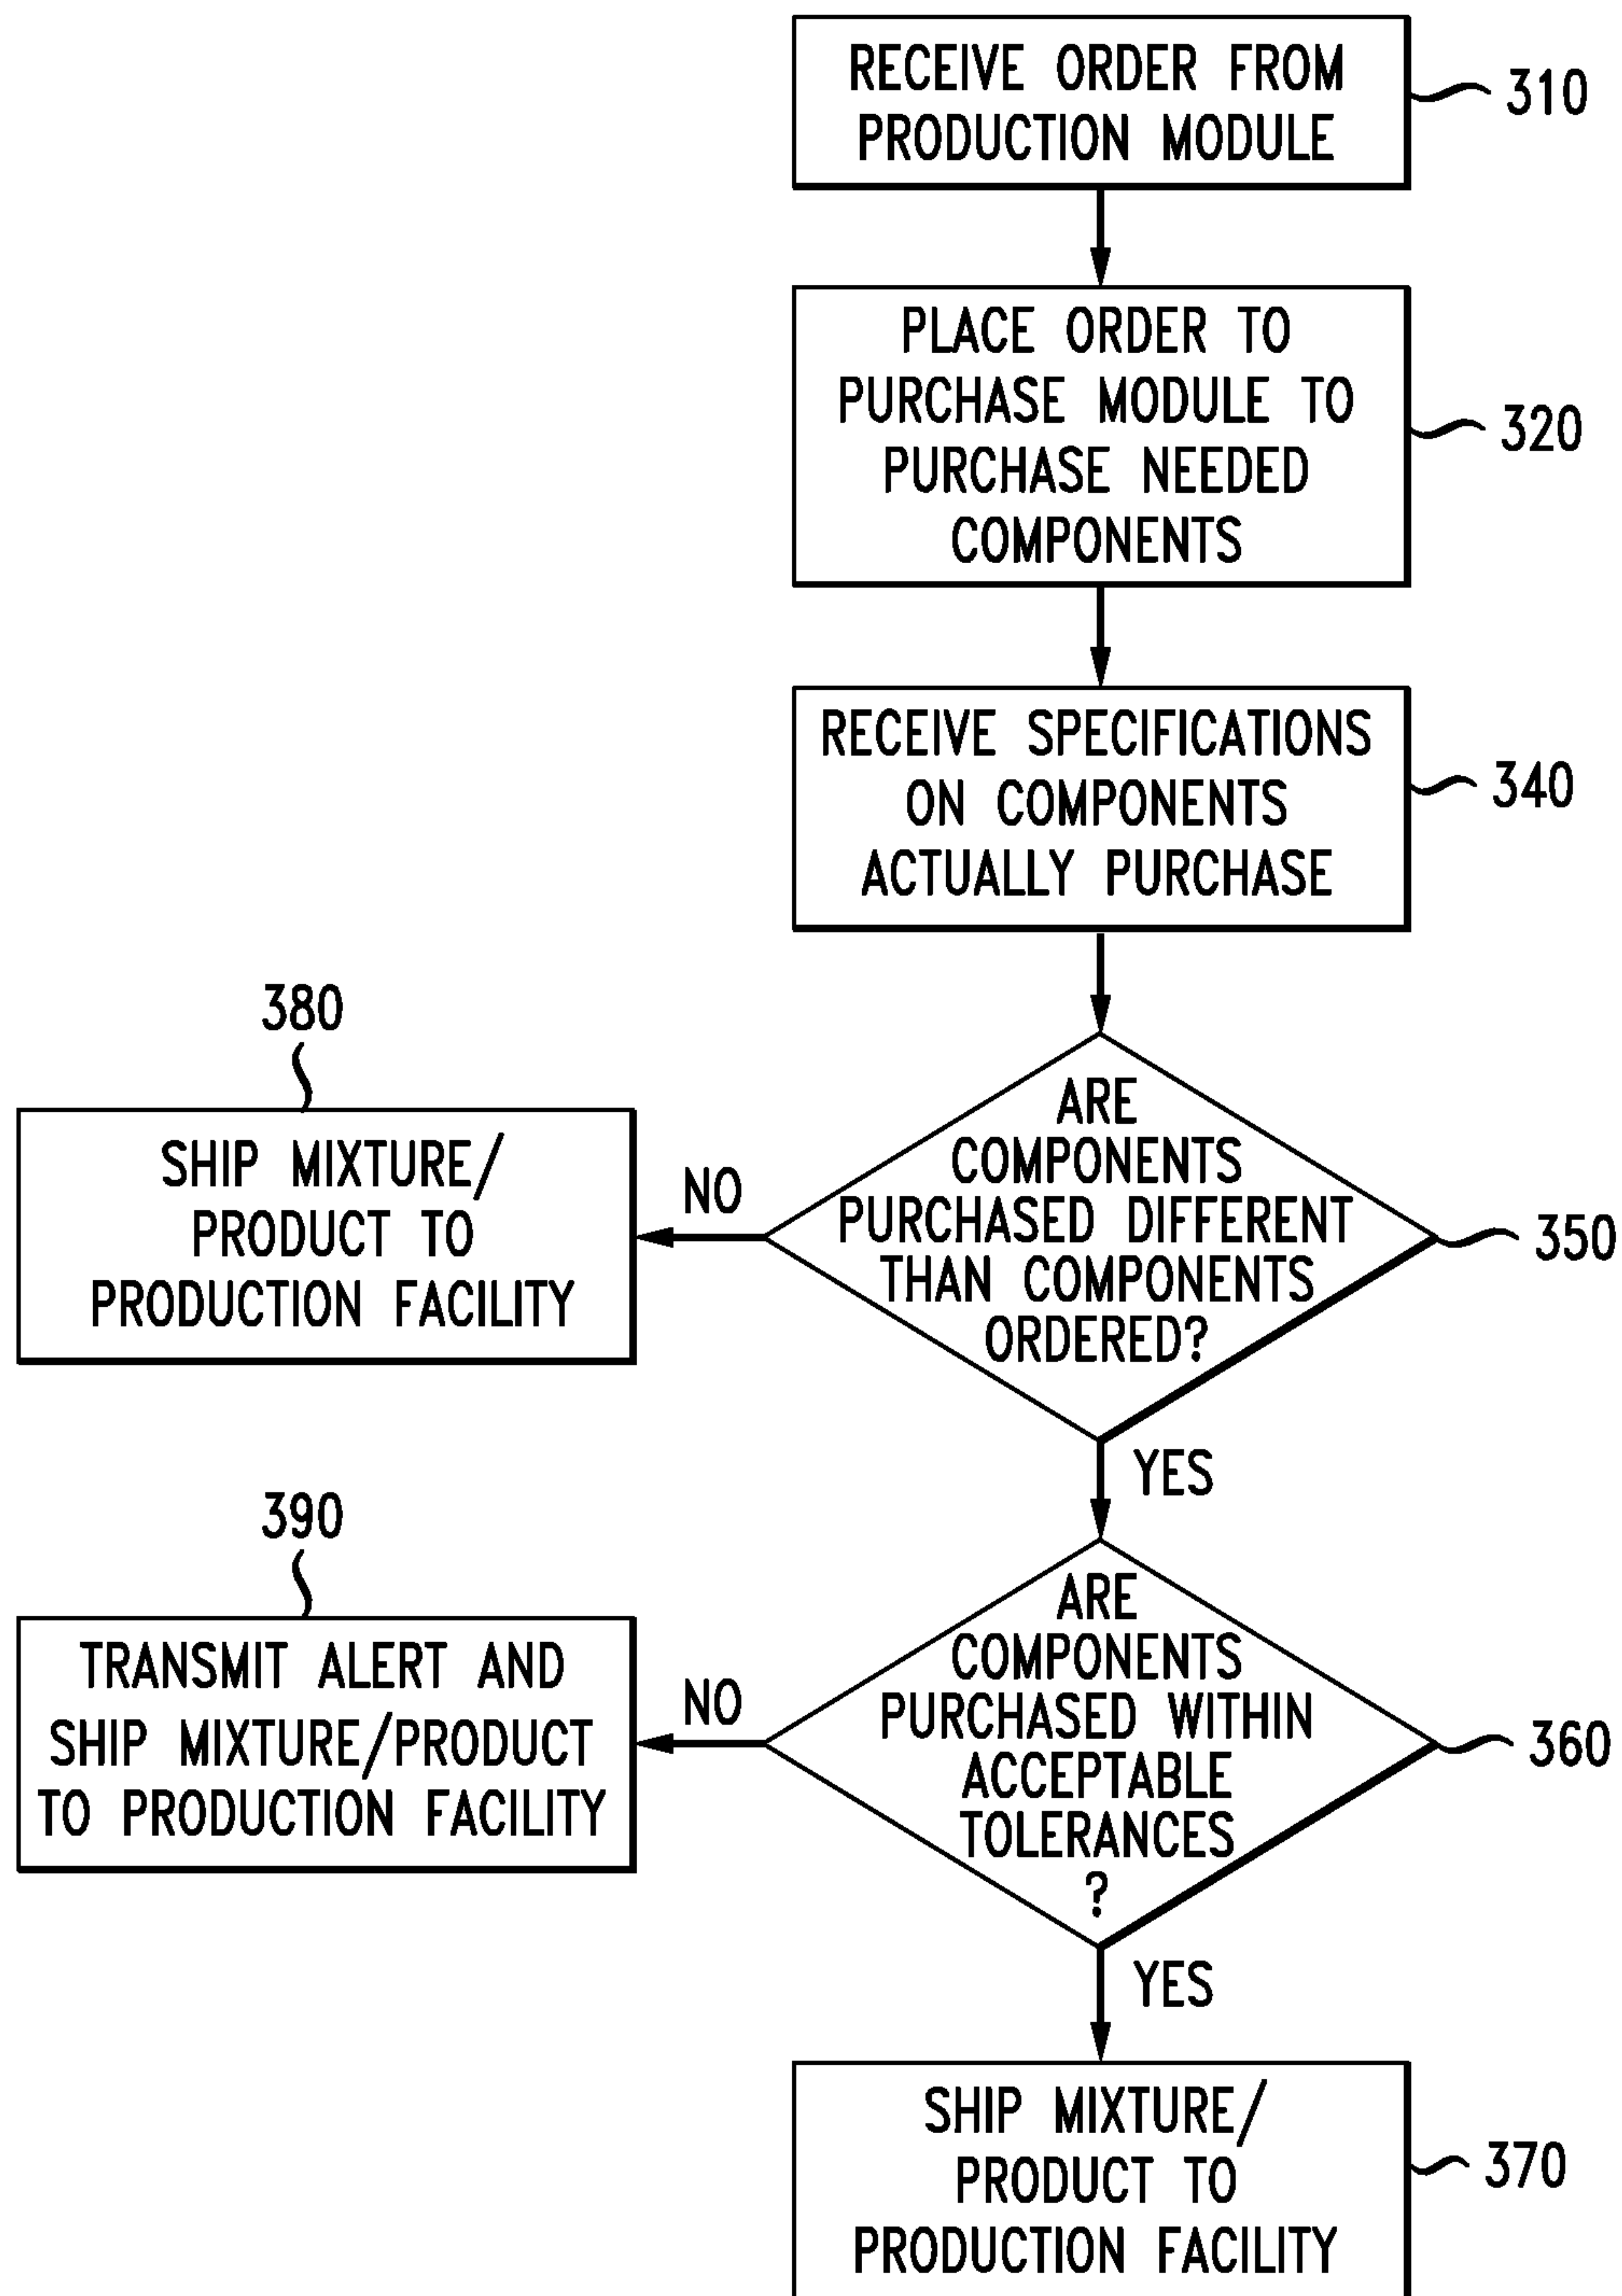 RECEIVE ORDER FROM
PRODUCTION MODULE
310
PLACE ORDER TO
PURCHASE MODULE TO
PURCHASE NEEDED
COMPONENTS
320
RECEIVE SPECIFICATIONS
ON COMPONENTS
ACTUALLY PURCHASE
340
ARE
COMPONENTS
PURCHASED DIFFERENT
THAN COMPONENTS
ORDERED?
350
NO
380
SHIP MIXTURE/
PRODUCT TO
PRODUCTION FACILITY
YES
ARE
COMPONENTS
PURCHASED WITHIN
ACCEPTABLE
TOLERANCES
?
360
NO
390
TRANSMIT ALERT AND
SHIP MIXTURE/PRODUCT
TO PRODUCTION FACILITY
YES
SHIP MIXTURE/
PRODUCT TO
PRODUCTION FACILITY
370